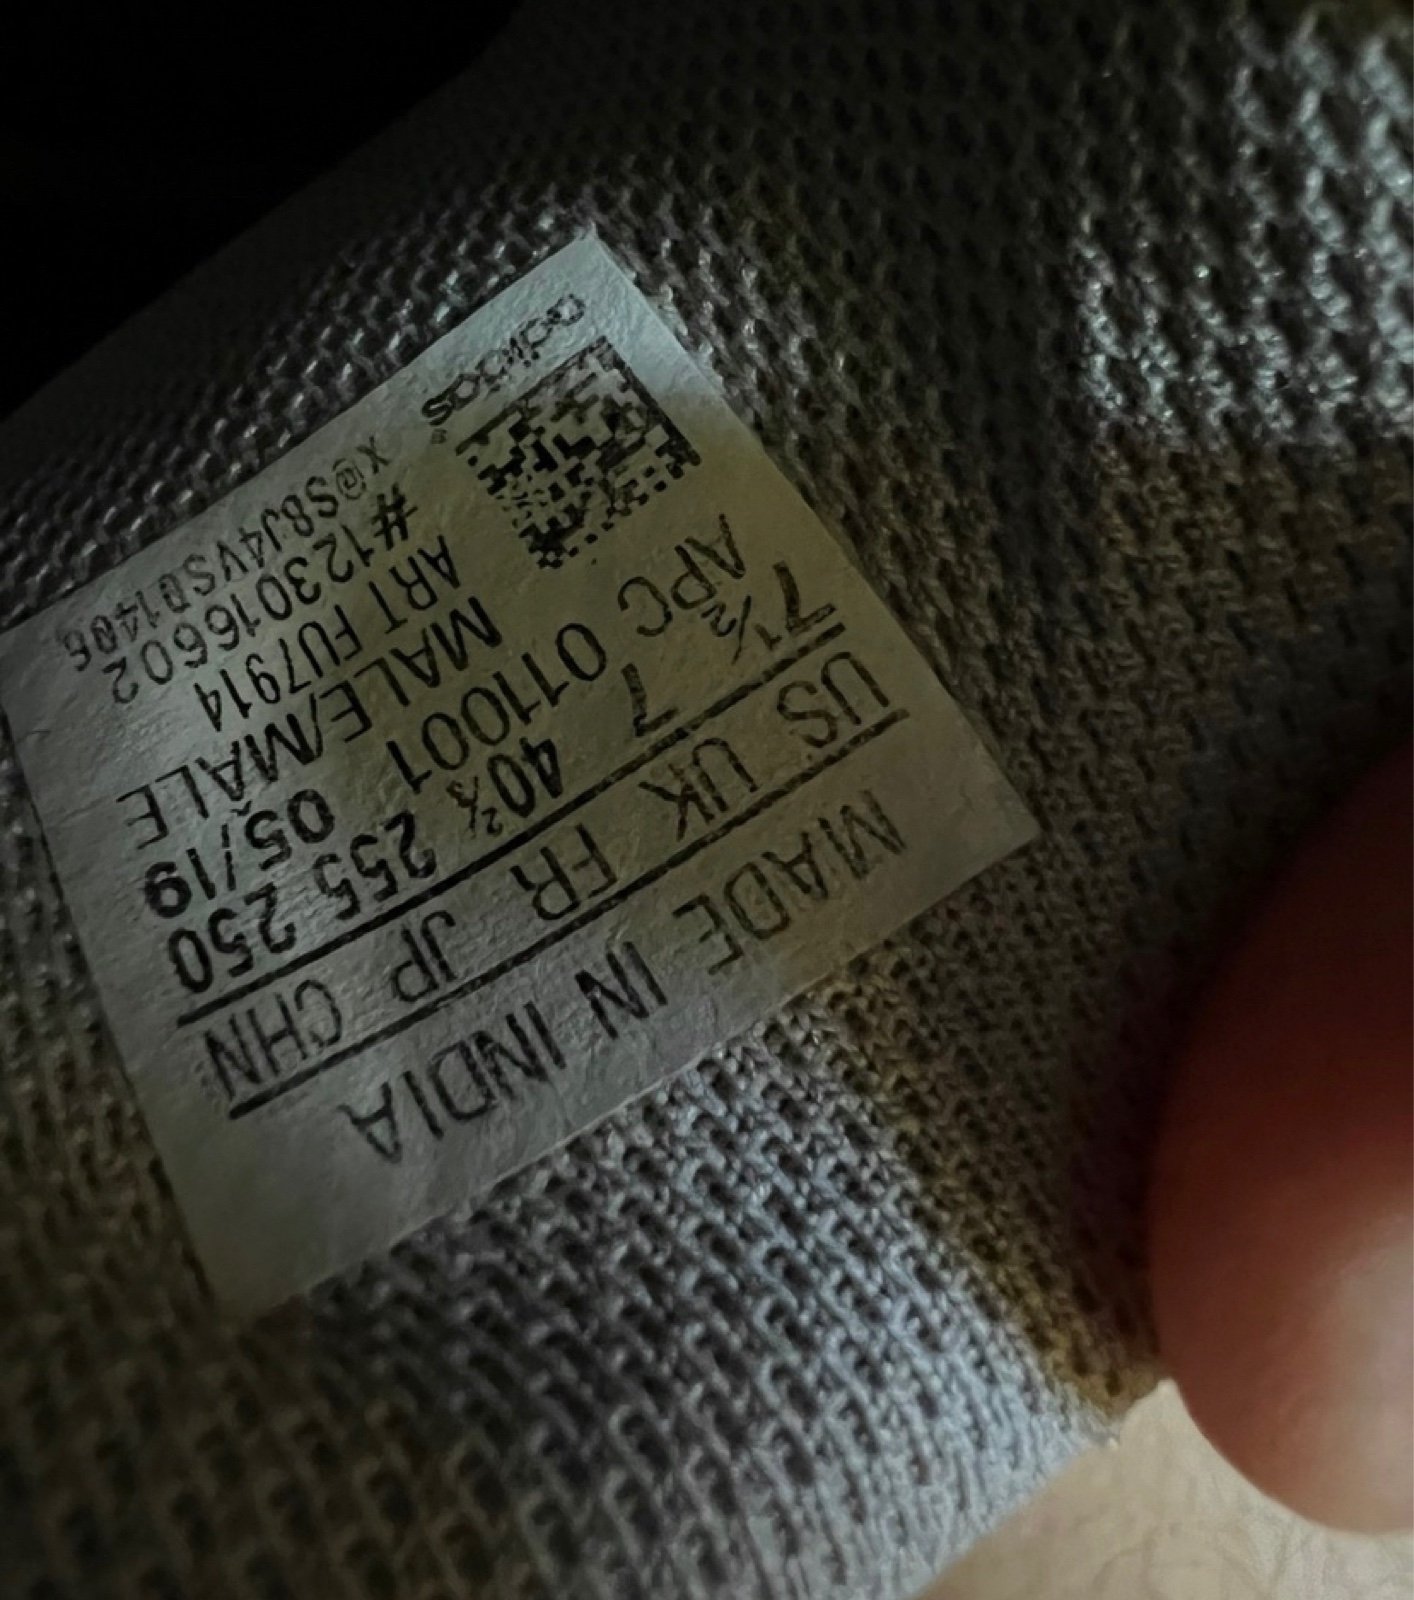 MADE IN INDIA
US UK FR JP CHN
7½ 7 40⅔ 255 250
APC 011001 05/19
MALE/MALE
ART FU7914
#123016602
adidas